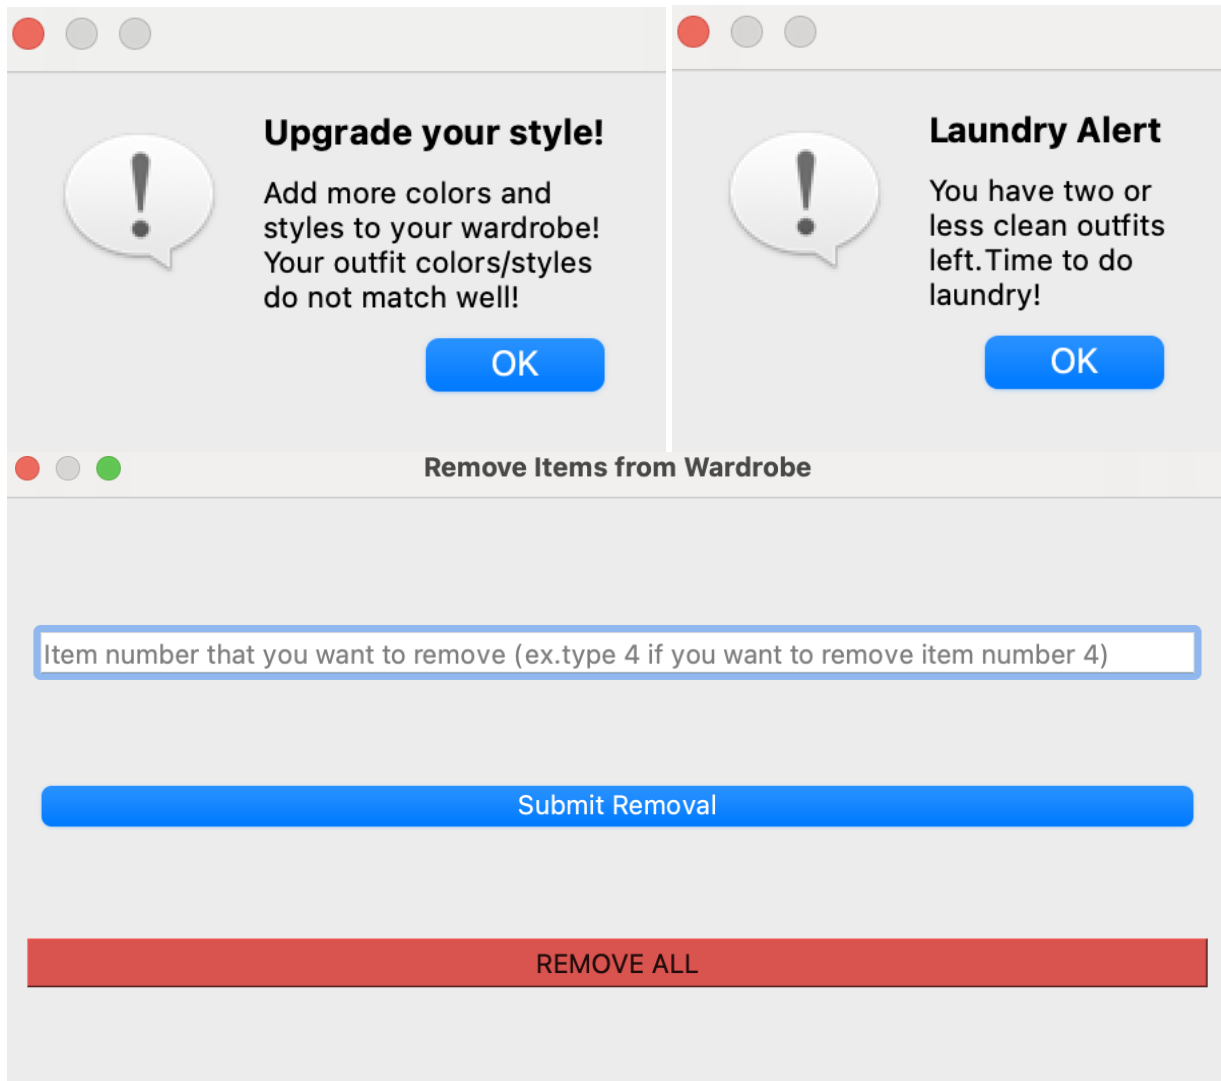 Upgrade your style!
Add more colors and
styles to your wardrobe!
Your outfit colors/styles
do not match well!
OK
Laundry Alert
You have two or
less clean outfits
left.Time to do
laundry!
OK
Remove Items from Wardrobe
Item number that you want to remove (ex.type 4 if you want to remove item number 4)
Submit Removal
REMOVE ALL